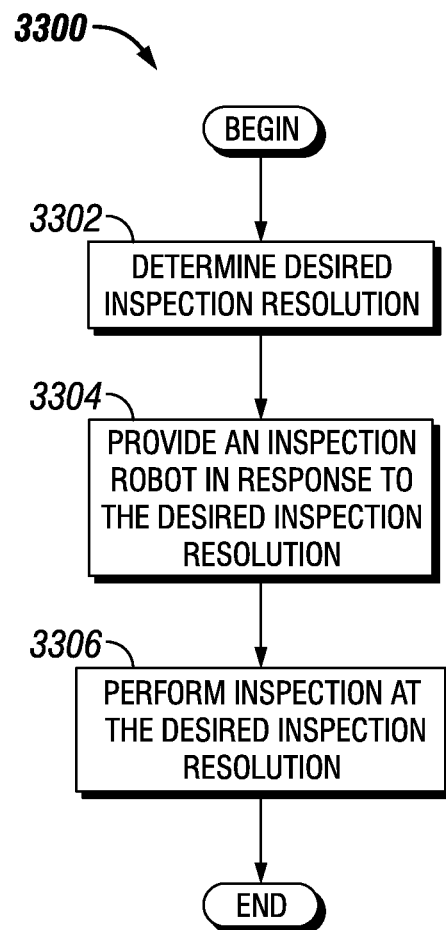 3300
BEGIN
3302
DETERMINE DESIRED
INSPECTION RESOLUTION
3304
PROVIDE AN INSPECTION
ROBOT IN RESPONSE TO
THE DESIRED INSPECTION
RESOLUTION
3306
PERFORM INSPECTION AT
THE DESIRED INSPECTION
RESOLUTION
END